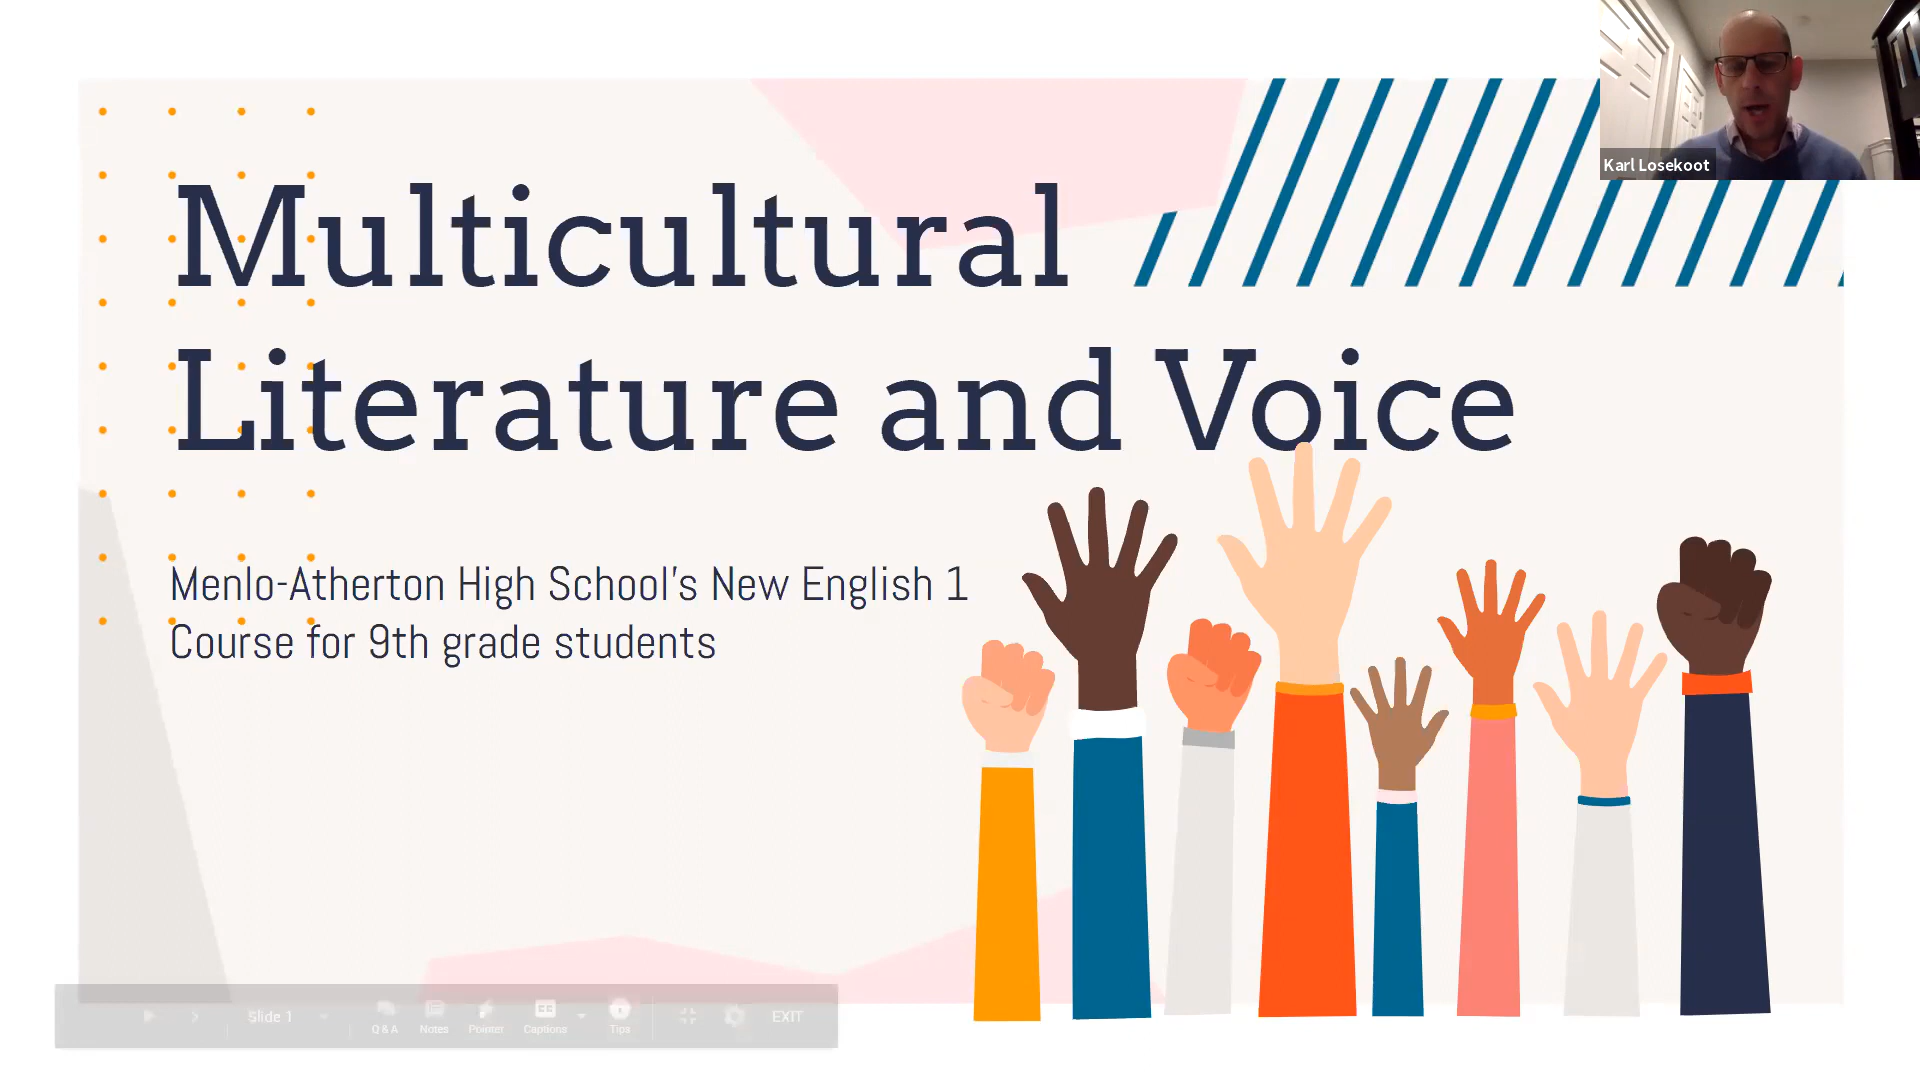 Karl Losekoot
Multicultural
Literature and Voice
Menlo-Atherton High School's New English 1
Course for 9th grade students
Slide 1
Q & A
Notes
Pointer
CC
Captions
Tips
EXIT